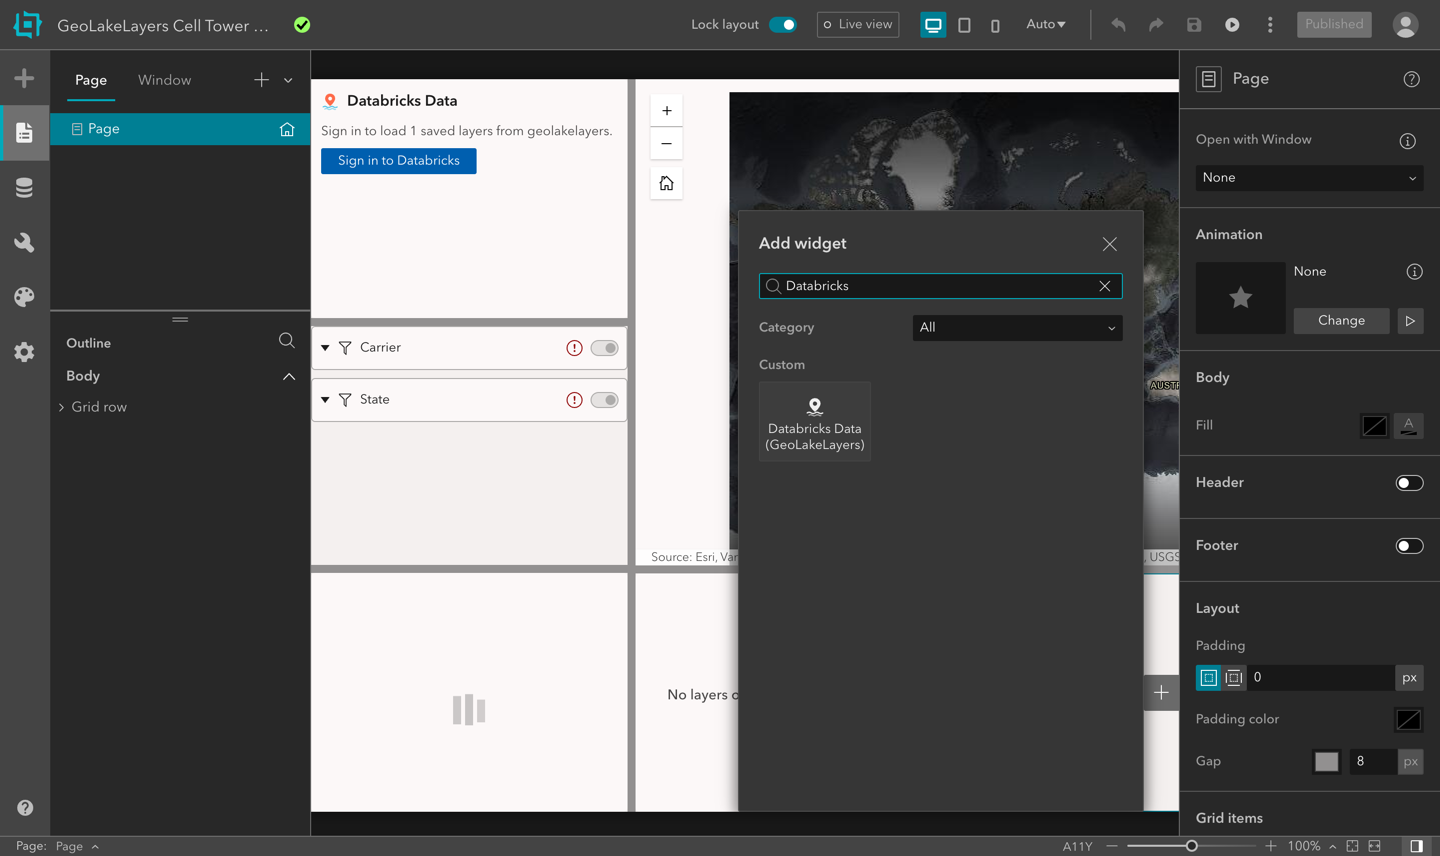 GeoLakeLayers Cell Tower ...
Lock layout
Live view
Auto
Published
Page
Window
Page
Outline
Body
Grid row
Databricks Data
Sign in to load 1 saved layers from geolakelayers.
Sign in to Databricks
Carrier
State
+
−
Source: Esri, Van
USGS
AUSTR
No layers o
Add widget
Databricks
Category
All
Custom
Databricks Data
(GeoLakeLayers)
Page
Open with Window
None
Animation
None
Change
Body
Fill
A
Header
Footer
Layout
Padding
0
px
Padding color
Gap
8
px
Grid items
Page:
Page
A11Y
100%